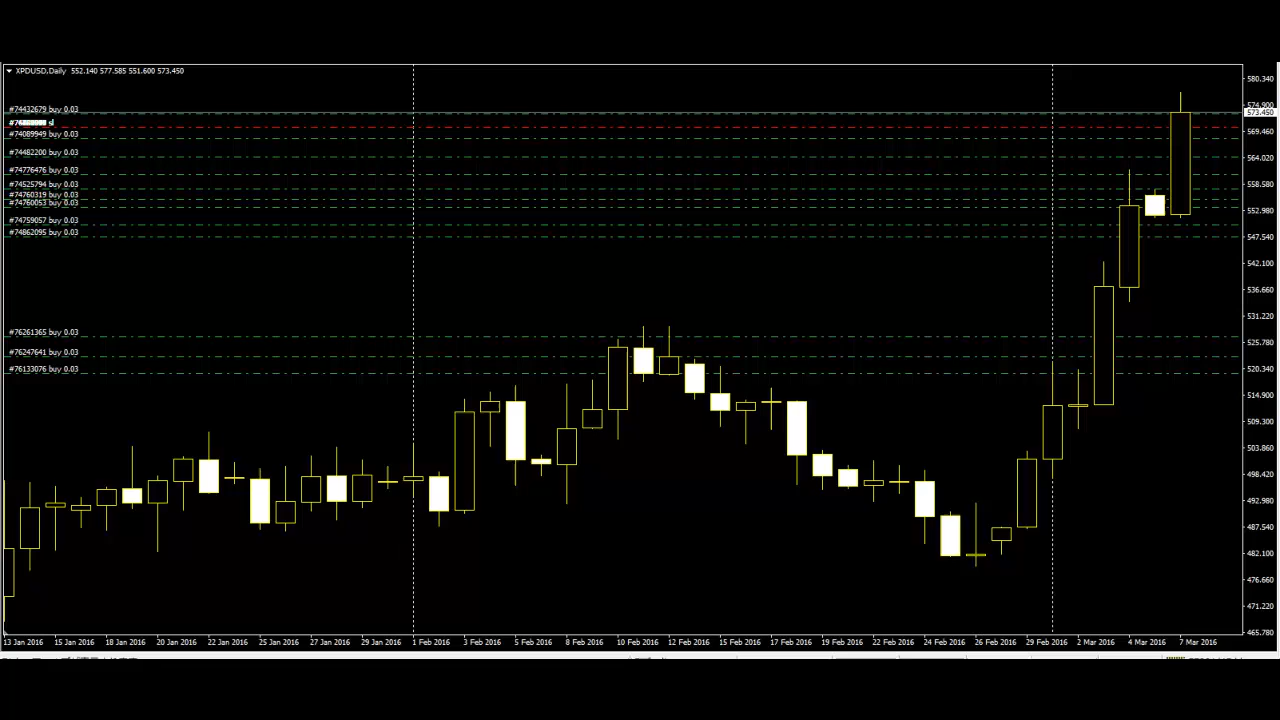 XPDUSD,Daily 552.140 577.585 551.600 573.450
#74432679 buy 0.03
#74089949 buy 0.03
#74482200 buy 0.03
#74776476 buy 0.03
#74525794 buy 0.03
#74760319 buy 0.03
#74760053 buy 0.03
#74759057 buy 0.03
#74862095 buy 0.03
#76261365 buy 0.03
#76247641 buy 0.03
#76133076 buy 0.03
580.340
574.900
573.450
569.460
564.020
558.580
552.980
547.540
542.100
536.660
531.220
525.780
520.340
514.900
509.300
503.860
498.420
492.980
487.540
482.100
476.660
471.220
465.780
13 Jan 2016 15 Jan 2016 18 Jan 2016 20 Jan 2016 22 Jan 2016 25 Jan 2016 27 Jan 2016 29 Jan 2016 1 Feb 2016 3 Feb 2016 5 Feb 2016 8 Feb 2016 10 Feb 2016 12 Feb 2016 15 Feb 2016 17 Feb 2016 19 Feb 2016 22 Feb 2016 24 Feb 2016 26 Feb 2016 29 Feb 2016 2 Mar 2016 4 Mar 2016 7 Mar 2016